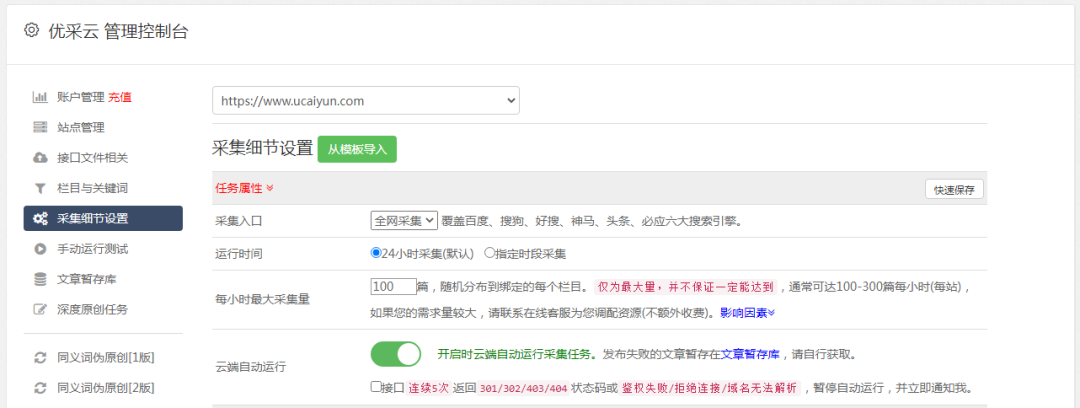 优采云 管理控制台
账户管理 充值
站点管理
接口文件相关
栏目与关键词
采集细节设置
手动运行测试
文章暂存库
深度原创任务
同义词伪原创[1版]
同义词伪原创[2版]
https://www.ucaiyun.com
采集细节设置 从模板导入
任务属性 快速保存
采集入口 全网采集 覆盖百度、搜狗、好搜、神马、头条、必应六大搜索引擎。
运行时间 24小时采集(默认) 指定时段采集
每小时最大采集量 100篇，随机分布到绑定的每个栏目。仅为最大量，并不保证一定能达到，通常可达100-300篇每小时(每站)，
如果您的需求量较大，请联系在线客服为您调配资源(不额外收费)。影响因素
云端自动运行 开启时云端自动运行采集任务。发布失败的文章暂存在文章暂存库，请自行获取。
接口 连续5次 返回 301/302/403/404 状态码或 鉴权失败/拒绝连接/域名无法解析，暂停自动运行，并立即通知我。